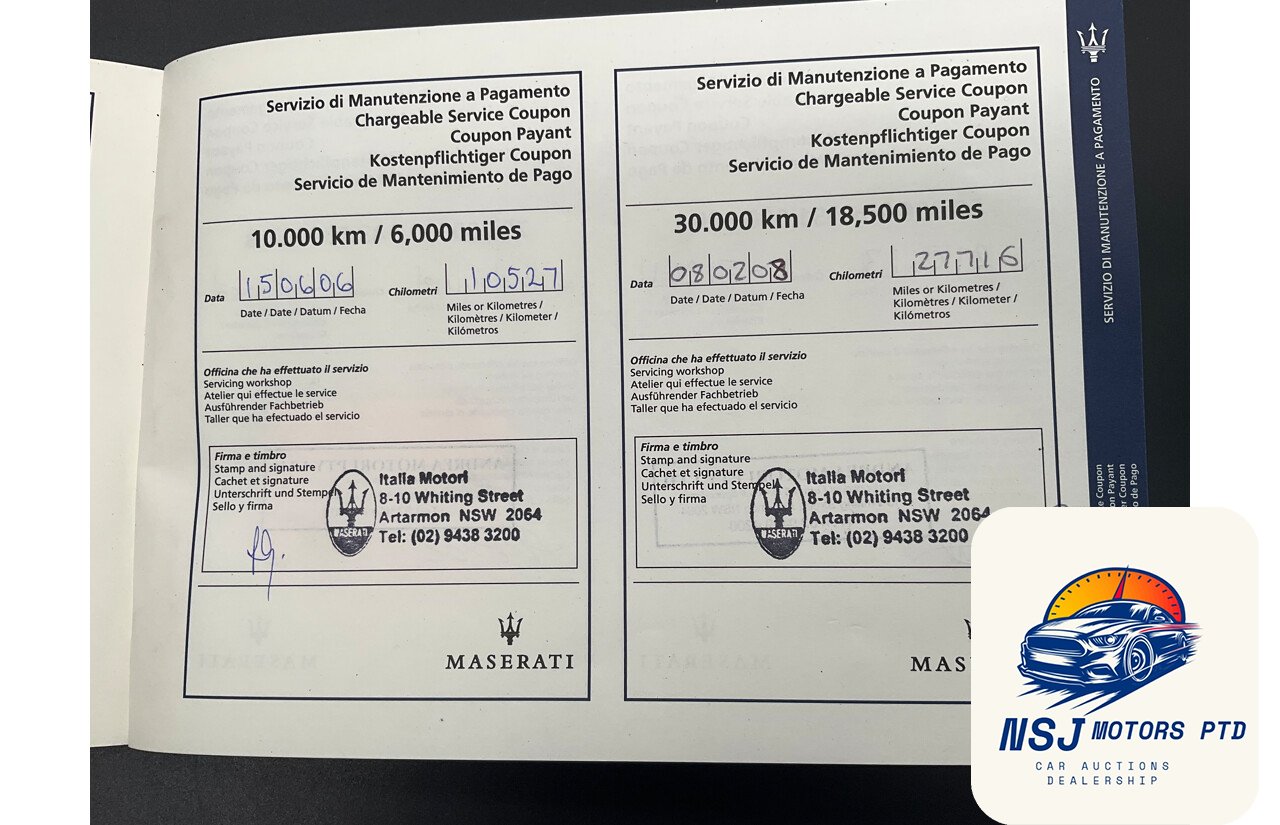 Servizio di Manutenzione a Pagamento
Chargeable Service Coupon
Coupon Payant
Kostenpflichtiger Coupon
Servicio de Mantenimiento de Pago
10.000 km / 6,000 miles
Data 150606 Chilometri 10527
Date / Date / Datum / Fecha
Miles or Kilometres /
Kilomètres / Kilometer /
Kilómetros
Officina che ha effettuato il servizio
Servicing workshop
Atelier qui effectue le service
Ausführender Fachbetrieb
Taller que ha efectuado el servicio
Firma e timbro
Stamp and signature
Cachet et signature
Unterschrift und Stempel
Sello y firma
MASERATI
Italia Motori
8-10 Whiting Street
Artarmon NSW 2064
Tel: (02) 9438 3200
MASERATI
Servizio di Manutenzione a Pagamento
Chargeable Service Coupon
Coupon Payant
Kostenpflichtiger Coupon
Servicio de Mantenimiento de Pago
30.000 km / 18,500 miles
Data 080208 Chilometri 27716
Date / Date / Datum / Fecha
Miles or Kilometres /
Kilomètres / Kilometer /
Kilómetros
Officina che ha effettuato il servizio
Servicing workshop
Atelier qui effectue le service
Ausführender Fachbetrieb
Taller que ha efectuado el servicio
Firma e timbro
Stamp and signature
Cachet et signature
Unterschrift und Stempel
Sello y firma
MASERATI
Italia Motori
8-10 Whiting Street
Artarmon NSW 2064
Tel: (02) 9438 3200
MAS
SERVIZIO DI MANUTENZIONE A PAGAMENTO
e Coupon
n Payant
r Coupon
o de Pago
NSJ MOTORS PTD
CAR AUCTIONS
DEALERSHIP